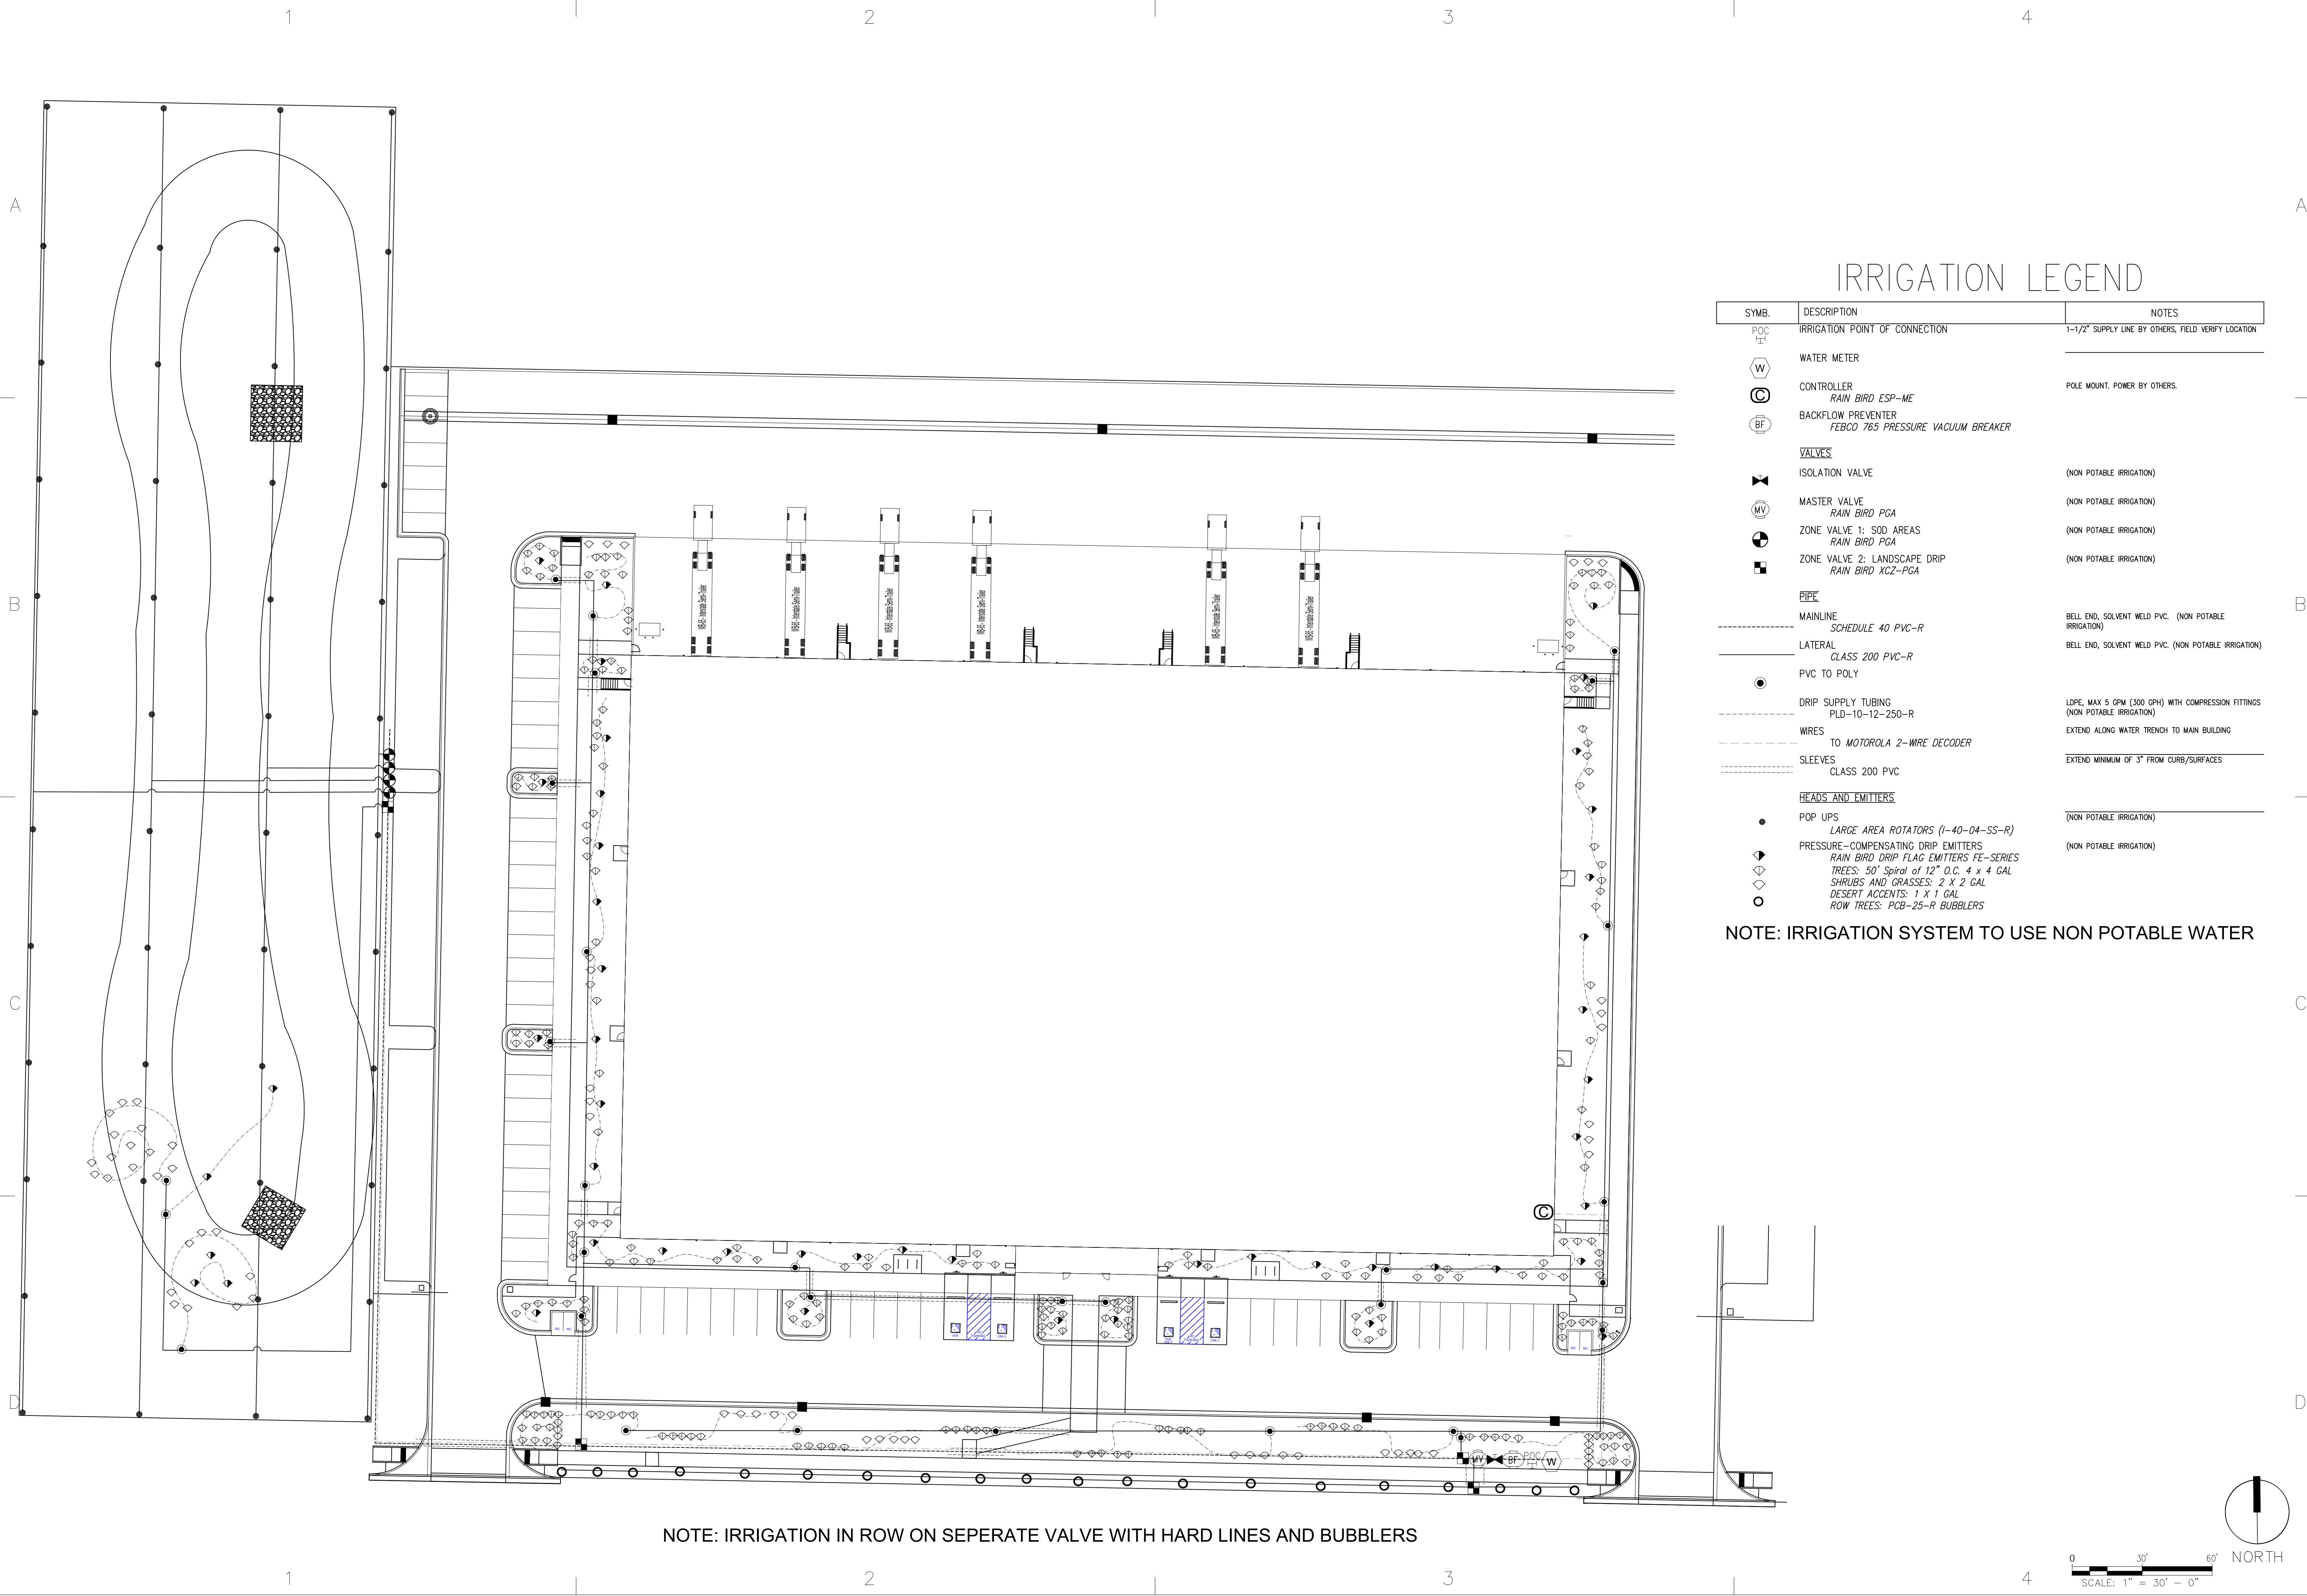 1 2 3 4
A A
IRRIGATION LEGEND
SYMB. DESCRIPTION NOTES
POC IRRIGATION POINT OF CONNECTION 1-1/2" SUPPLY LINE BY OTHERS, FIELD VERIFY LOCATION
W WATER METER
C CONTROLLER POLE MOUNT. POWER BY OTHERS.
RAIN BIRD ESP-ME
BF BACKFLOW PREVENTER
FEBCO 765 PRESSURE VACUUM BREAKER
VALVES
ISOLATION VALVE (NON POTABLE IRRIGATION)
MV MASTER VALVE (NON POTABLE IRRIGATION)
RAIN BIRD PGA
ZONE VALVE 1: SOD AREAS (NON POTABLE IRRIGATION)
RAIN BIRD PGA
ZONE VALVE 2: LANDSCAPE DRIP (NON POTABLE IRRIGATION)
RAIN BIRD XCZ-PGA
B B
PIPE
MAINLINE BELL END, SOLVENT WELD PVC. (NON POTABLE
IRRIGATION)
SCHEDULE 40 PVC-R
LATERAL BELL END, SOLVENT WELD PVC. (NON POTABLE IRRIGATION)
CLASS 200 PVC-R
PVC TO POLY
DRIP SUPPLY TUBING LDPE, MAX 5 GPM (300 GPH) WITH COMPRESSION FITTINGS
PLD-10-12-250-R (NON POTABLE IRRIGATION)
WIRES EXTEND ALONG WATER TRENCH TO MAIN BUILDING
TO MOTOROLA 2-WIRE DECODER
SLEEVES EXTEND MINIMUM OF 3" FROM CURB/SURFACES
CLASS 200 PVC
HEADS AND EMITTERS
POP UPS (NON POTABLE IRRIGATION)
LARGE AREA ROTATORS (I-40-04-SS-R)
PRESSURE-COMPENSATING DRIP EMITTERS (NON POTABLE IRRIGATION)
RAIN BIRD DRIP FLAG EMITTERS FE-SERIES
TREES: 50' Spiral of 12" O.C. 4 x 4 GAL
SHRUBS AND GRASSES: 2 X 2 GAL
DESERT ACCENTS: 1 X 1 GAL
ROW TREES: PCB-25-R BUBBLERS
NOTE: IRRIGATION SYSTEM TO USE NON POTABLE WATER
C C
C
D D
MV BF POC W
NOTE: IRRIGATION IN ROW ON SEPERATE VALVE WITH HARD LINES AND BUBBLERS
NORTH
0 30' 60'
SCALE: 1" = 30' - 0"
1 2 3 4